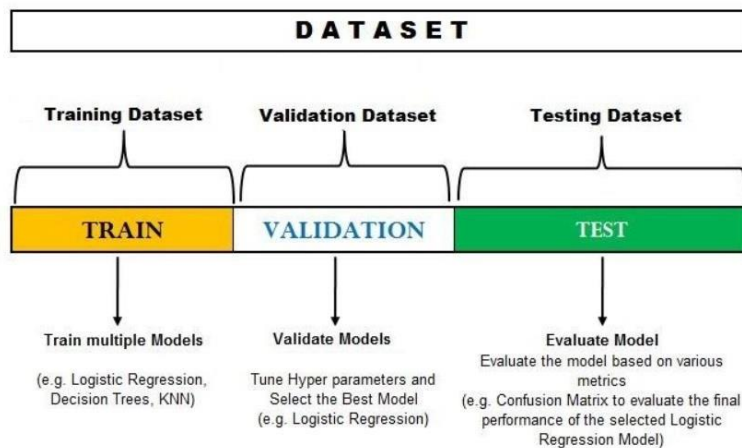 DATASET
Training Dataset
Validation Dataset
Testing Dataset
TRAIN
VALIDATION
TEST
Train multiple Models
(e.g. Logistic Regression,
Decision Trees, KNN)
Validate Models
Tune Hyper parameters and
Select the Best Model
(e.g. Logistic Regression)
Evaluate Model
Evaluate the model based on various
metrics
(e.g. Confusion Matrix to evaluate the final
performance of the selected Logistic
Regression Model)